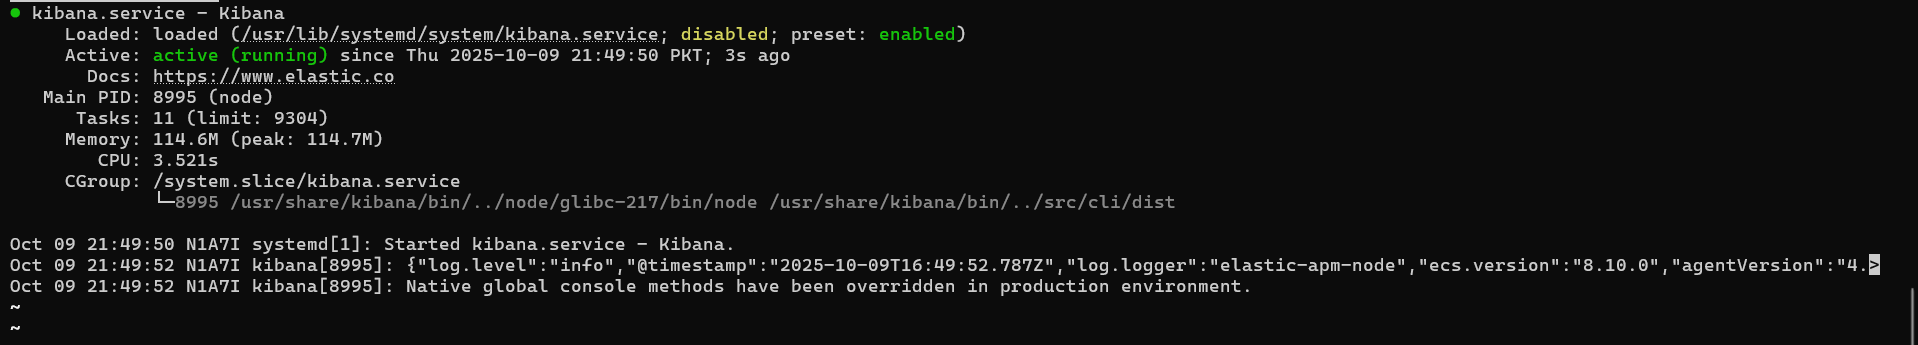 ● kibana.service - Kibana
     Loaded: loaded (/usr/lib/systemd/system/kibana.service; disabled; preset: enabled)
     Active: active (running) since Thu 2025-10-09 21:49:50 PKT; 3s ago
       Docs: https://www.elastic.co
   Main PID: 8995 (node)
      Tasks: 11 (limit: 9304)
     Memory: 114.6M (peak: 114.7M)
        CPU: 3.521s
     CGroup: /system.slice/kibana.service
             └─8995 /usr/share/kibana/bin/../node/glibc-217/bin/node /usr/share/kibana/bin/../src/cli/dist
Oct 09 21:49:50 N1A7I systemd[1]: Started kibana.service - Kibana.
Oct 09 21:49:52 N1A7I kibana[8995]: {"log.level":"info","@timestamp":"2025-10-09T16:49:52.787Z","log.logger":"elastic-apm-node","ecs.version":"8.10.0","agentVersion":"4.>
Oct 09 21:49:52 N1A7I kibana[8995]: Native global console methods have been overridden in production environment.
~
~